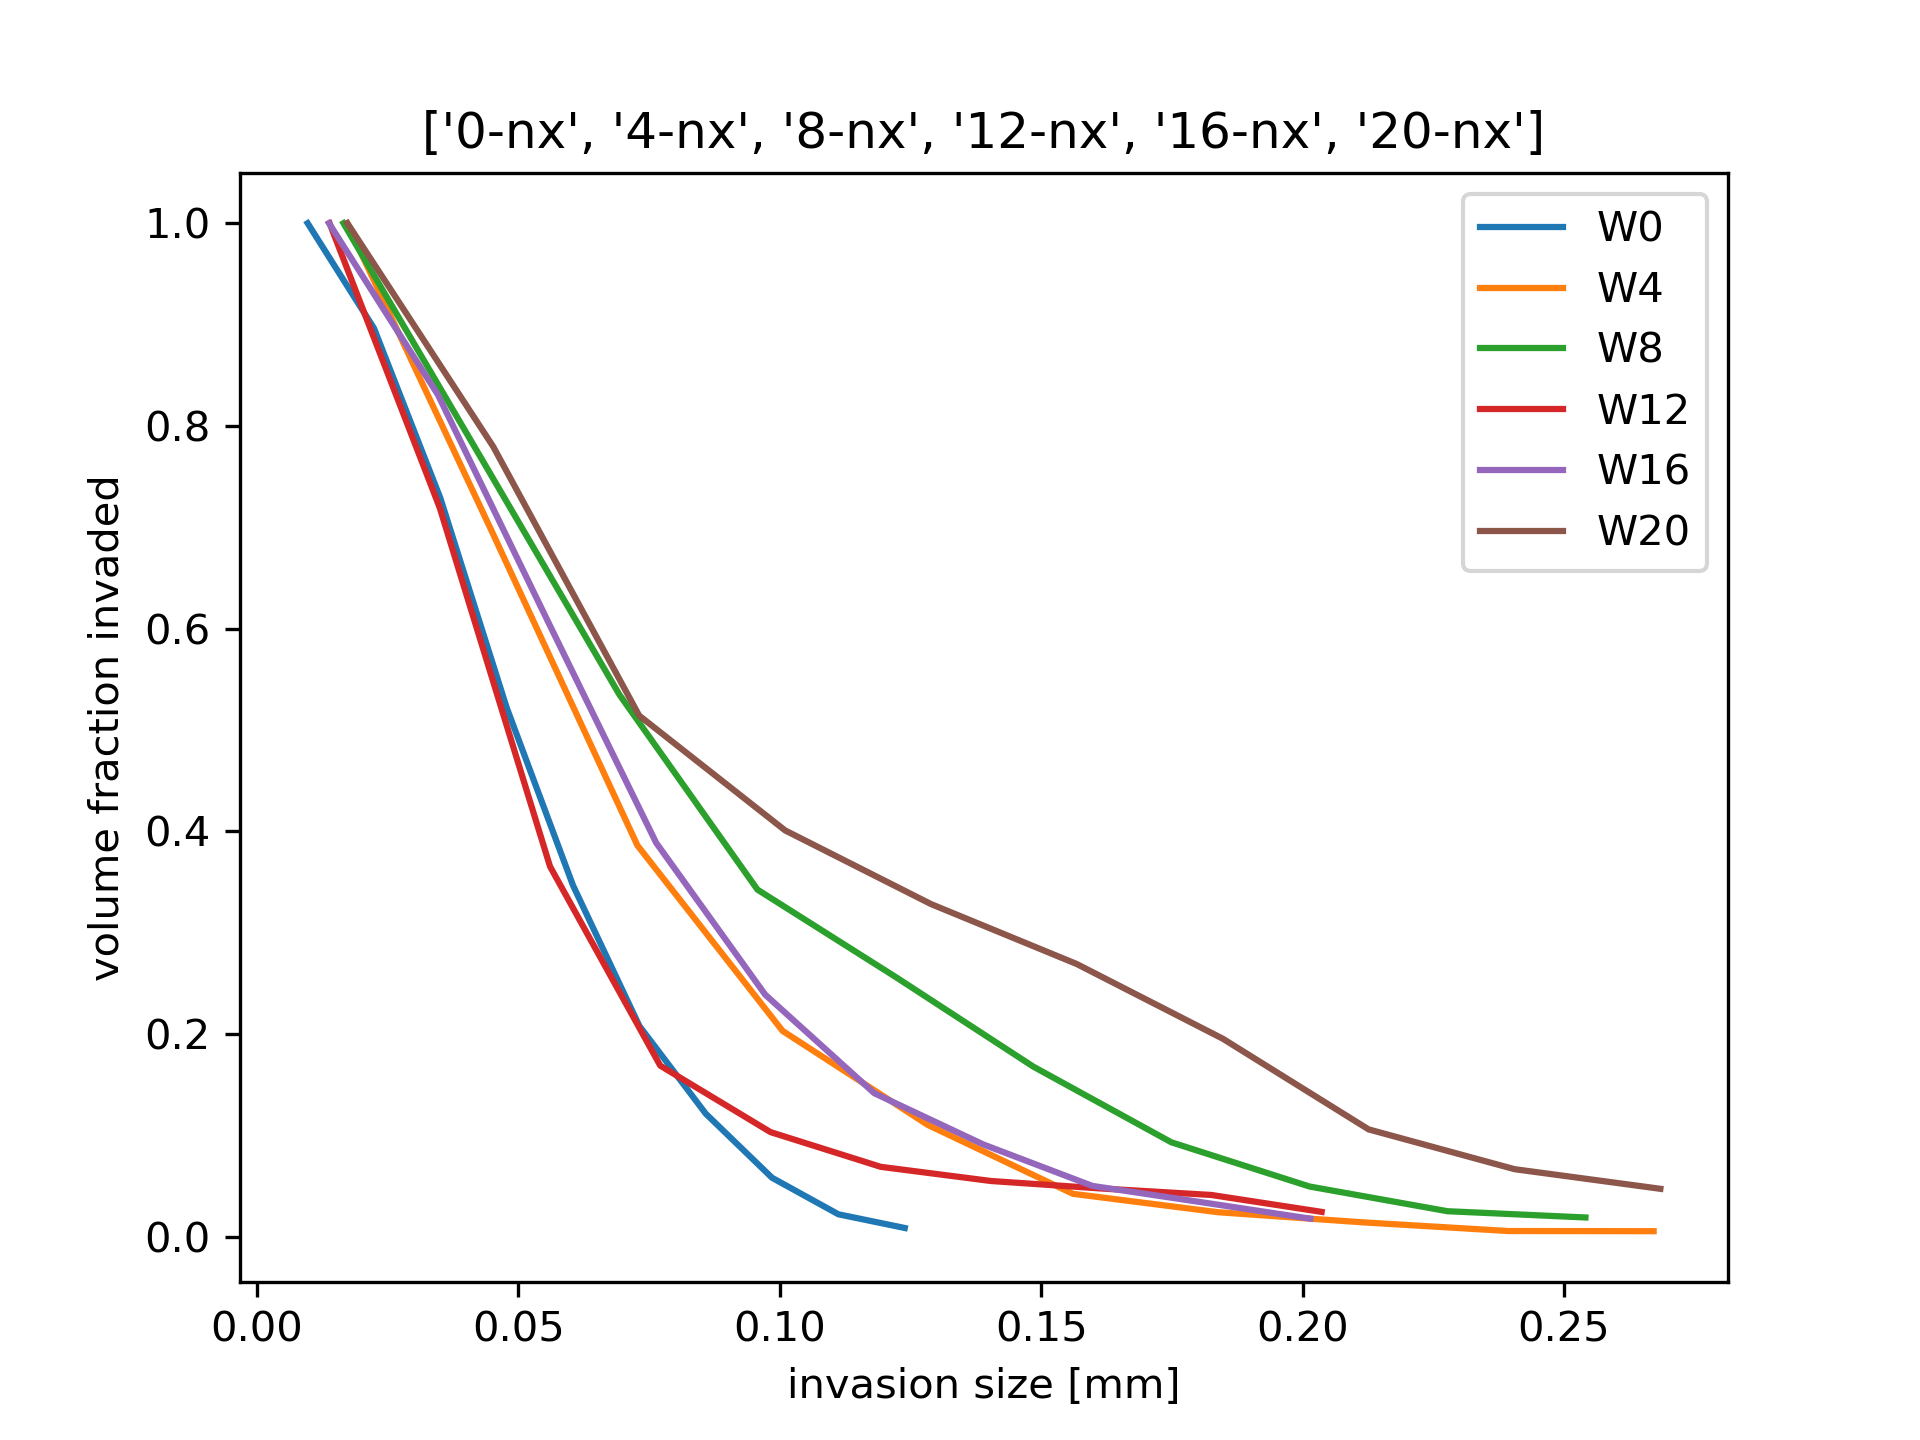 ['0-nx', '4-nx', '8-nx', '12-nx', '16-nx', '20-nx']
1.0
0.8
0.6
0.4
0.2
0.0
volume fraction invaded
W0
W4
W8
W12
W16
W20
0.00 0.05 0.10 0.15 0.20 0.25
invasion size [mm]